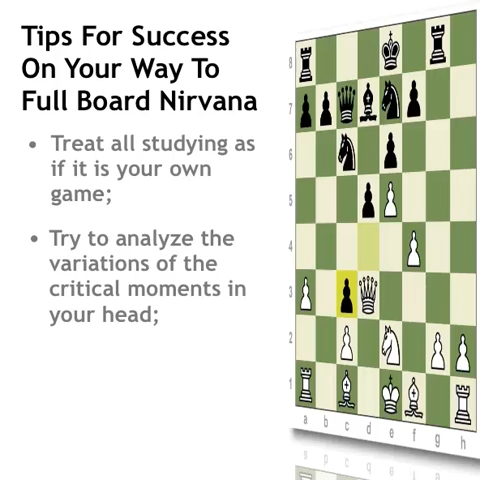 Tips For Success
On Your Way To
Full Board Nirvana
• Treat all studying as
if it is your own
game;
• Try to analyze the
variations of the
critical moments in
your head;
8
7
6
5
4
3
2
1
a b c d e f g h